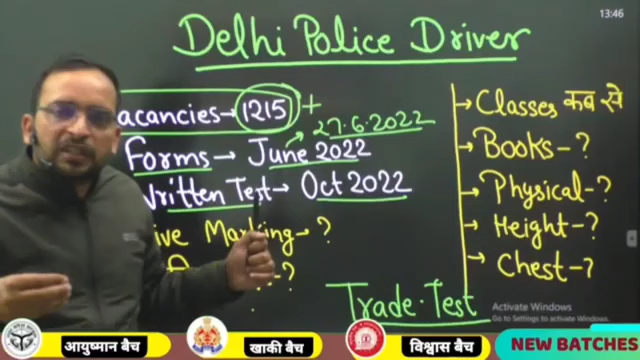 13:46
Delhi Police Driver
acancies→ 1215 +
27.6.2022
Forms → June 2022
Written Test→ Oct 2022
ive Marking→ ?
-?
→Classes कब से
→Books-?
→Physical-?
→Height-?
→Chest-?
Trade-Test
Activate Windows
Go to Settings to activate Windows.
आयुष्मान बैच
खाकी बैच
विश्वास बैच
NEW BATCHES